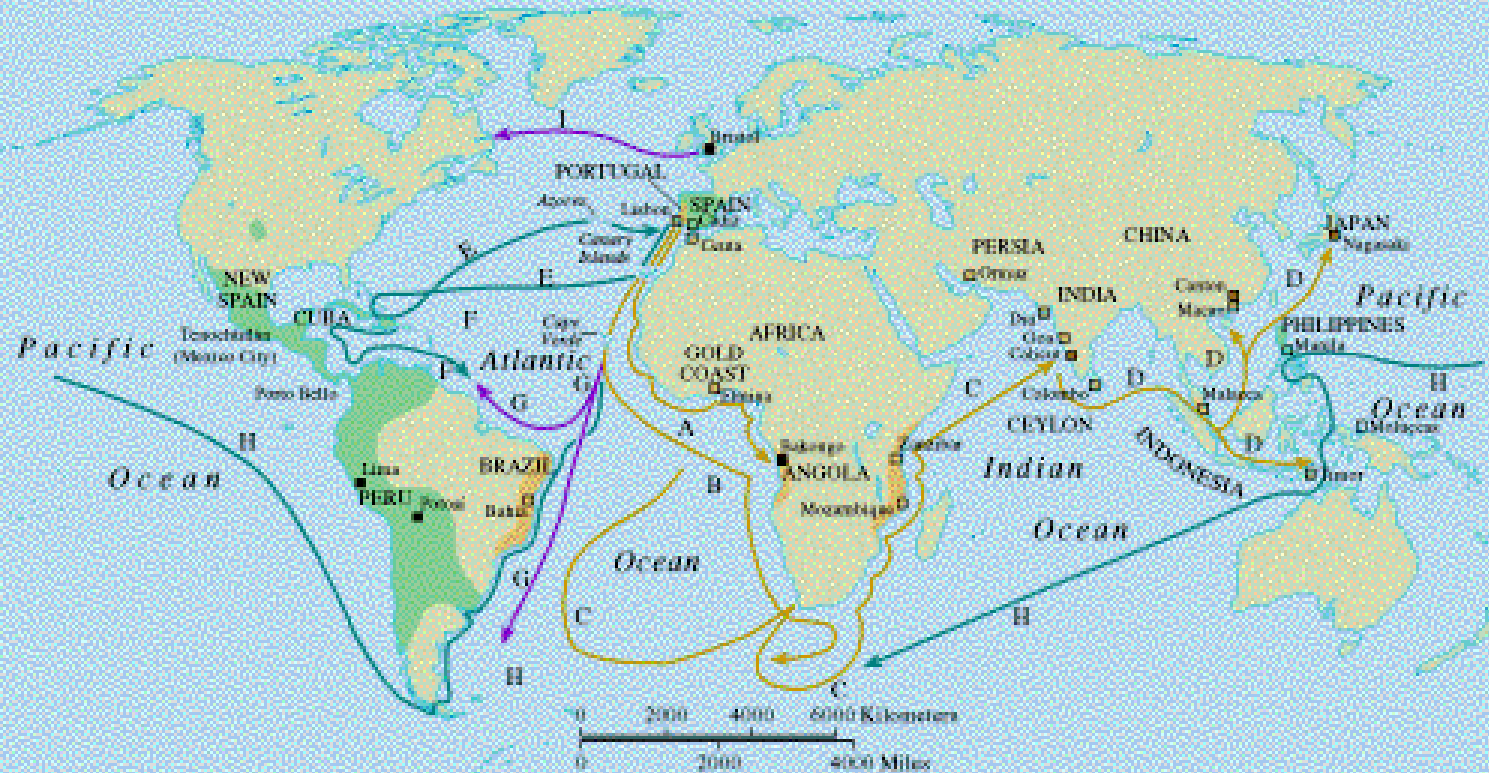 I
Bristol
PORTUGAL
Azores
Lisbon
SPAIN
Cadiz
Ceuta
Canary
Islands
E
E
NEW
SPAIN
CUBA
Tenochtitlan
(Mexico City)
Porto Bello
F
F
Cape
Verde
Atlantic
Pacific
Ocean
H
G
G
G
H
Lima
PERU
Potosi
BRAZIL
Bahia
AFRICA
GOLD
COAST
Elmina
A
B
Bakongo
ANGOLA
Mozambique
Zanzibar
Ocean
C
C
C
PERSIA
Ormuz
INDIA
Diu
Goa
Calicut
Colombo
CEYLON
Indian
Ocean
H
CHINA
Canton
Macao
JAPAN
Nagasaki
D
D
D
D
Malacca
INDONESIA
Timor
PHILIPPINES
Manila
Moluccas
Pacific
Ocean
H
0 2000 4000 6000 Kilometers
0 2000 4000 Miles